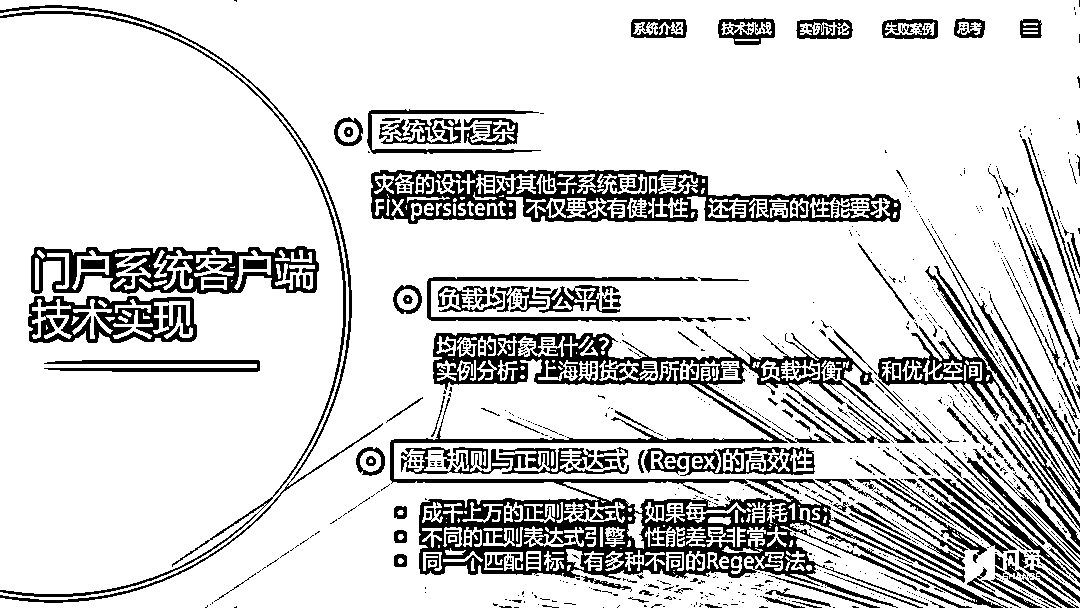 系统介绍 技术挑战 实例讨论 失败案例 思考
门户系统客户端
技术实现
系统设计复杂
灾备的设计相对其他子系统更加复杂;
FIX persistent：不仅要求有健壮性，还有很高的性能要求;
负载均衡与公平性
均衡的对象是什么?
实例分析：上海期货交易所的前置“负载均衡”，和优化空间;
海量规则与正则表达式（Regex)的高效性
成千上万的正则表达式：如果每一个消耗1ns;
不同的正则表达式引擎，性能差异非常大;
同一个匹配目标，有多种不同的Regex写法.